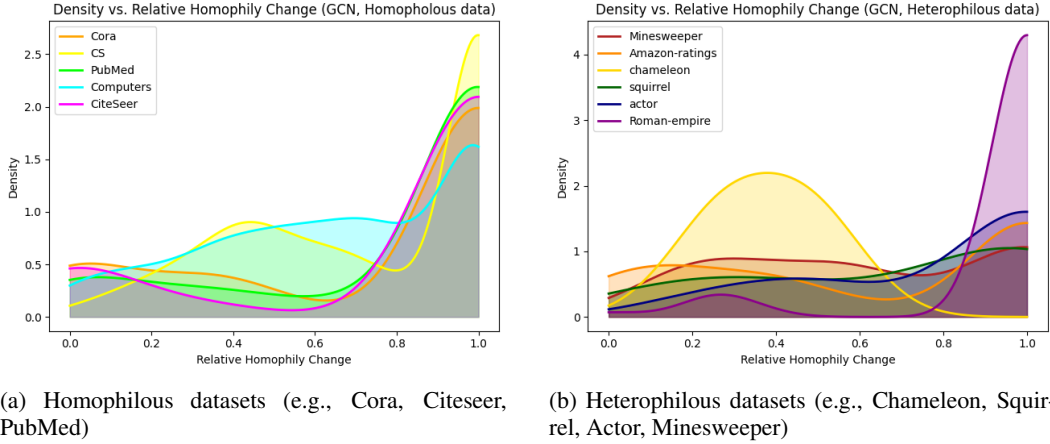 Density vs. Relative Homophily Change (GCN, Homopholous data)
Cora
CS
PubMed
Computers
CiteSeer
2.5
2.0
1.5
1.0
0.5
0.0
Density
0.0 0.2 0.4 0.6 0.8 1.0
Relative Homophily Change
(a) Homophilous datasets (e.g., Cora, Citeseer,
PubMed)
Density vs. Relative Homophily Change (GCN, Heterophilous data)
Minesweeper
Amazon-ratings
chameleon
squirrel
actor
Roman-empire
4
3
2
1
0
Density
0.0 0.2 0.4 0.6 0.8 1.0
Relative Homophily Change
(b) Heterophilous datasets (e.g., Chameleon, Squir-
rel, Actor, Minesweeper)